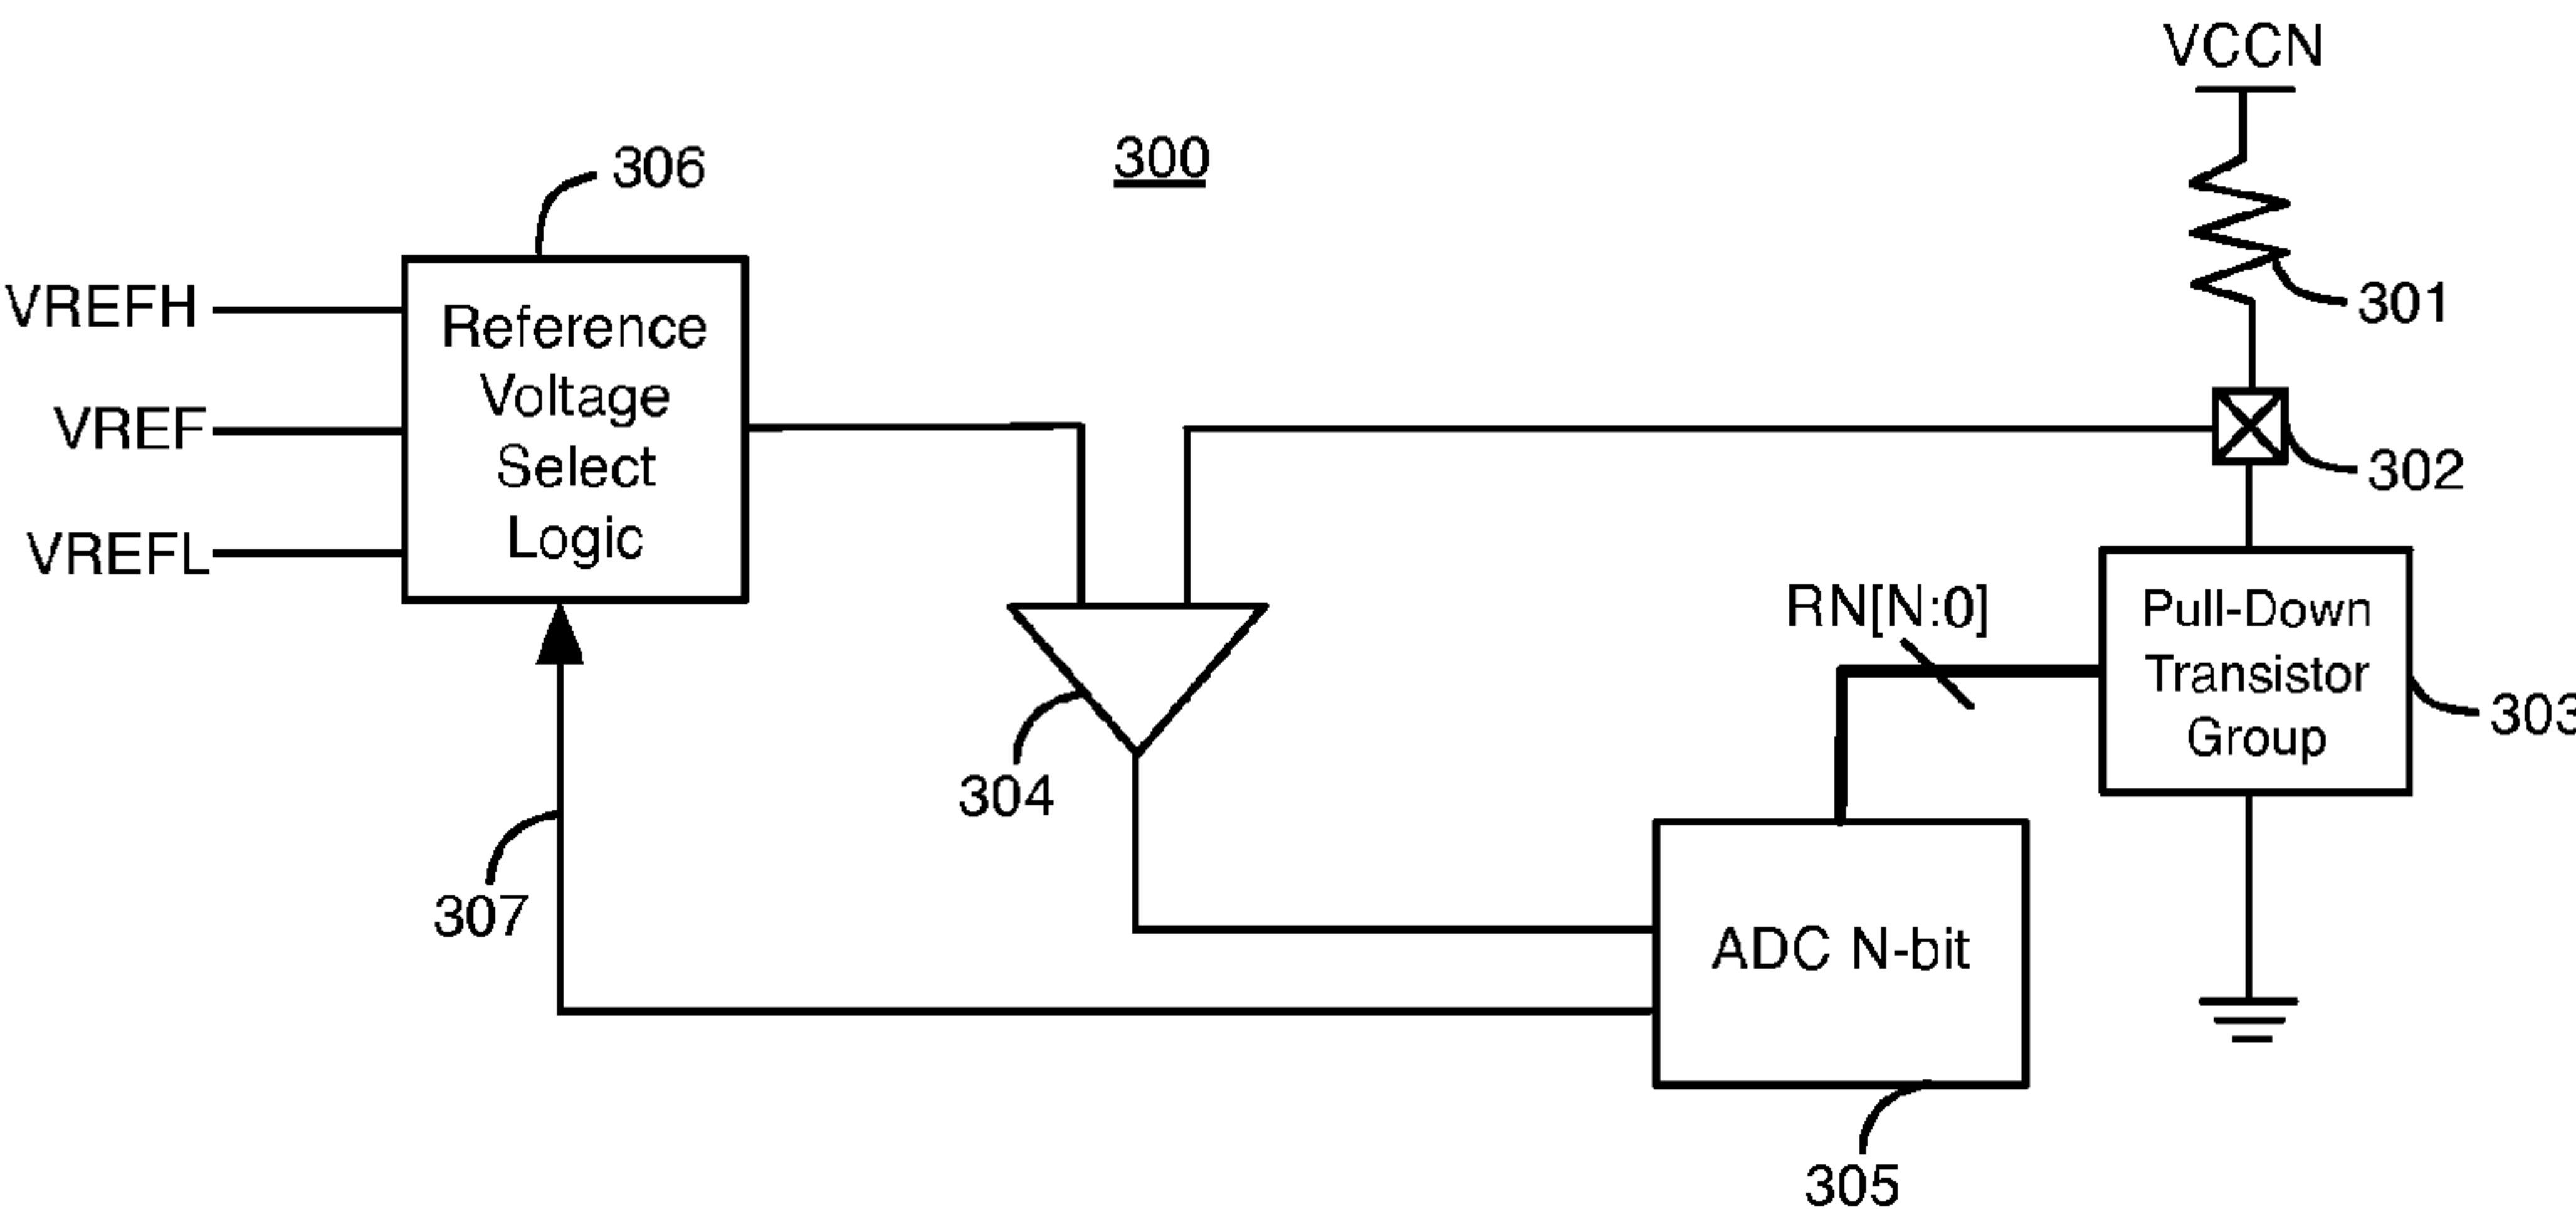 VCCN
300
306
301
VREFH
VREF
VREFL
Reference
Voltage
Select
Logic
302
RN[N:0]
Pull-Down
Transistor
Group
303
304
307
ADC N-bit
305